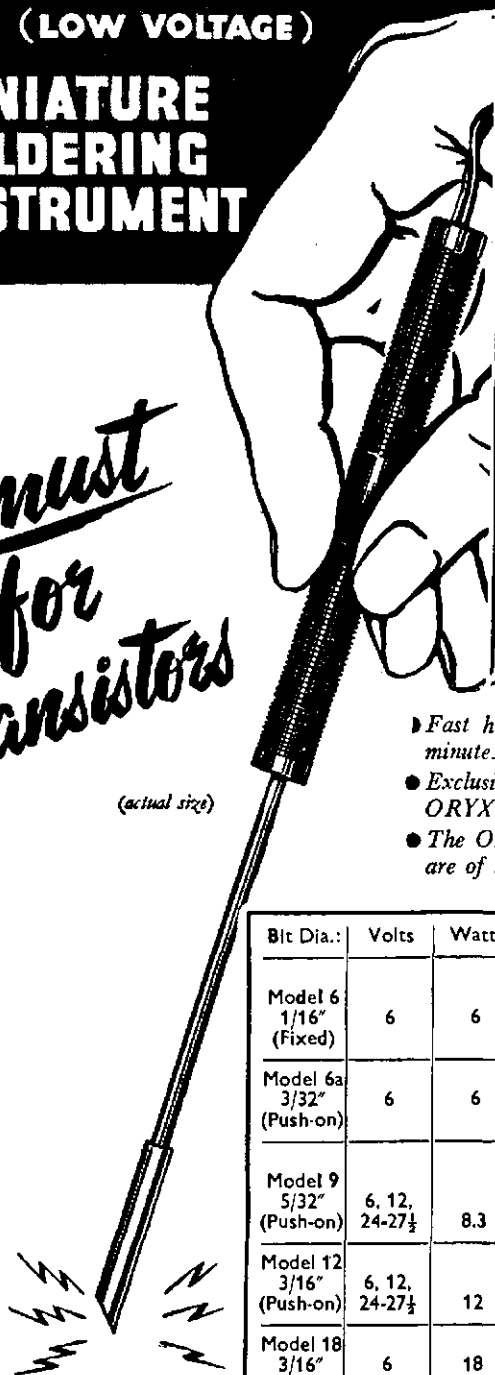 (LOW VOLTAGE)
NIATURE
LDERING
STRUMENT
must
for
ansistors
(actual size)
Fast h
minute.
● Exclusi
ORYX
● The O
are of
Bit Dia.: Volts Watt
Model 6
1/16"
(Fixed)
6 6
Model 6a
3/32"
(Push-on)
6 6
Model 9
5/32"
(Push-on)
6, 12,
24-27½
8.3
Model 12
3/16"
(Push-on)
6, 12,
24-27½
12
Model 18
3/16"
6 18